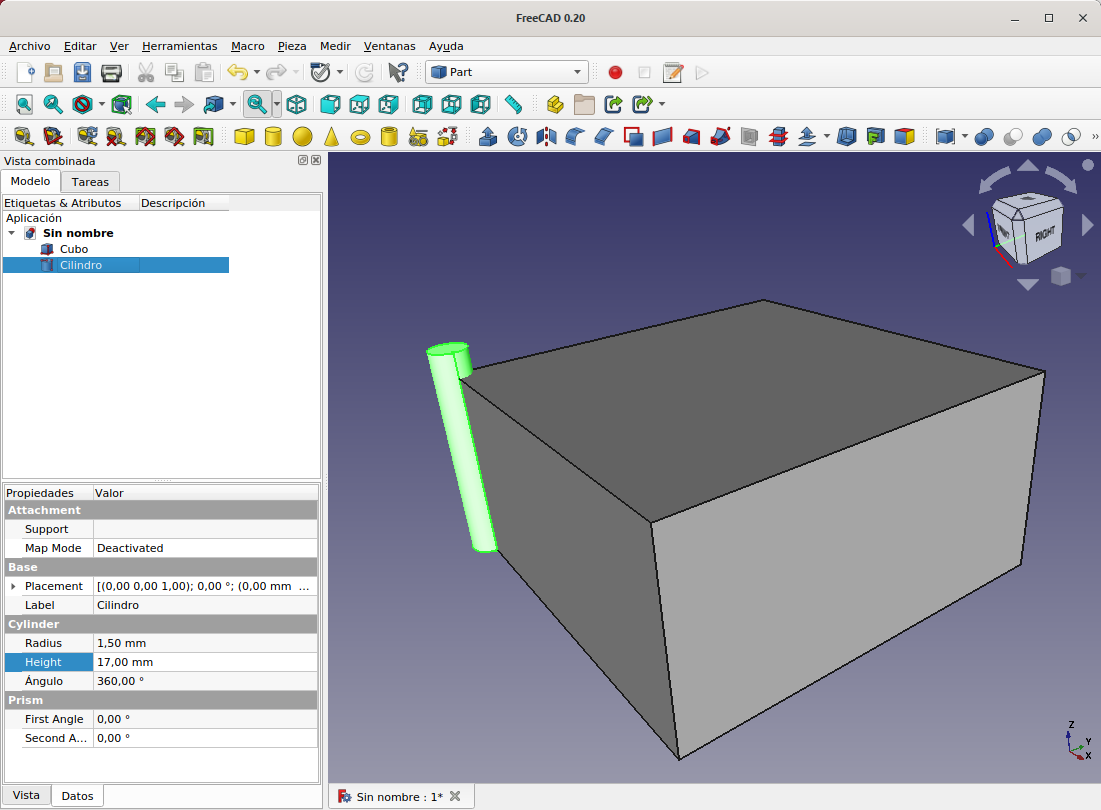 FreeCAD 0.20
Archivo Editar Ver Herramientas Macro Pieza Medir Ventanas Ayuda
Part
»
Vista combinada
Modelo Tareas
Etiquetas & Atributos Descripción
Aplicación
Sin nombre
Cubo
Cilindro
Propiedades Valor
Attachment
Support
Map Mode Deactivated
Base
Placement [(0,00 0,00 1,00); 0,00 °; (0,00 mm ...
Label Cilindro
Cylinder
Radius 1,50 mm
Height 17,00 mm
Ángulo 360,00 °
Prism
First Angle 0,00 °
Second A... 0,00 °
Vista Datos
RIGHT
Z
Y
X
Sin nombre : 1*